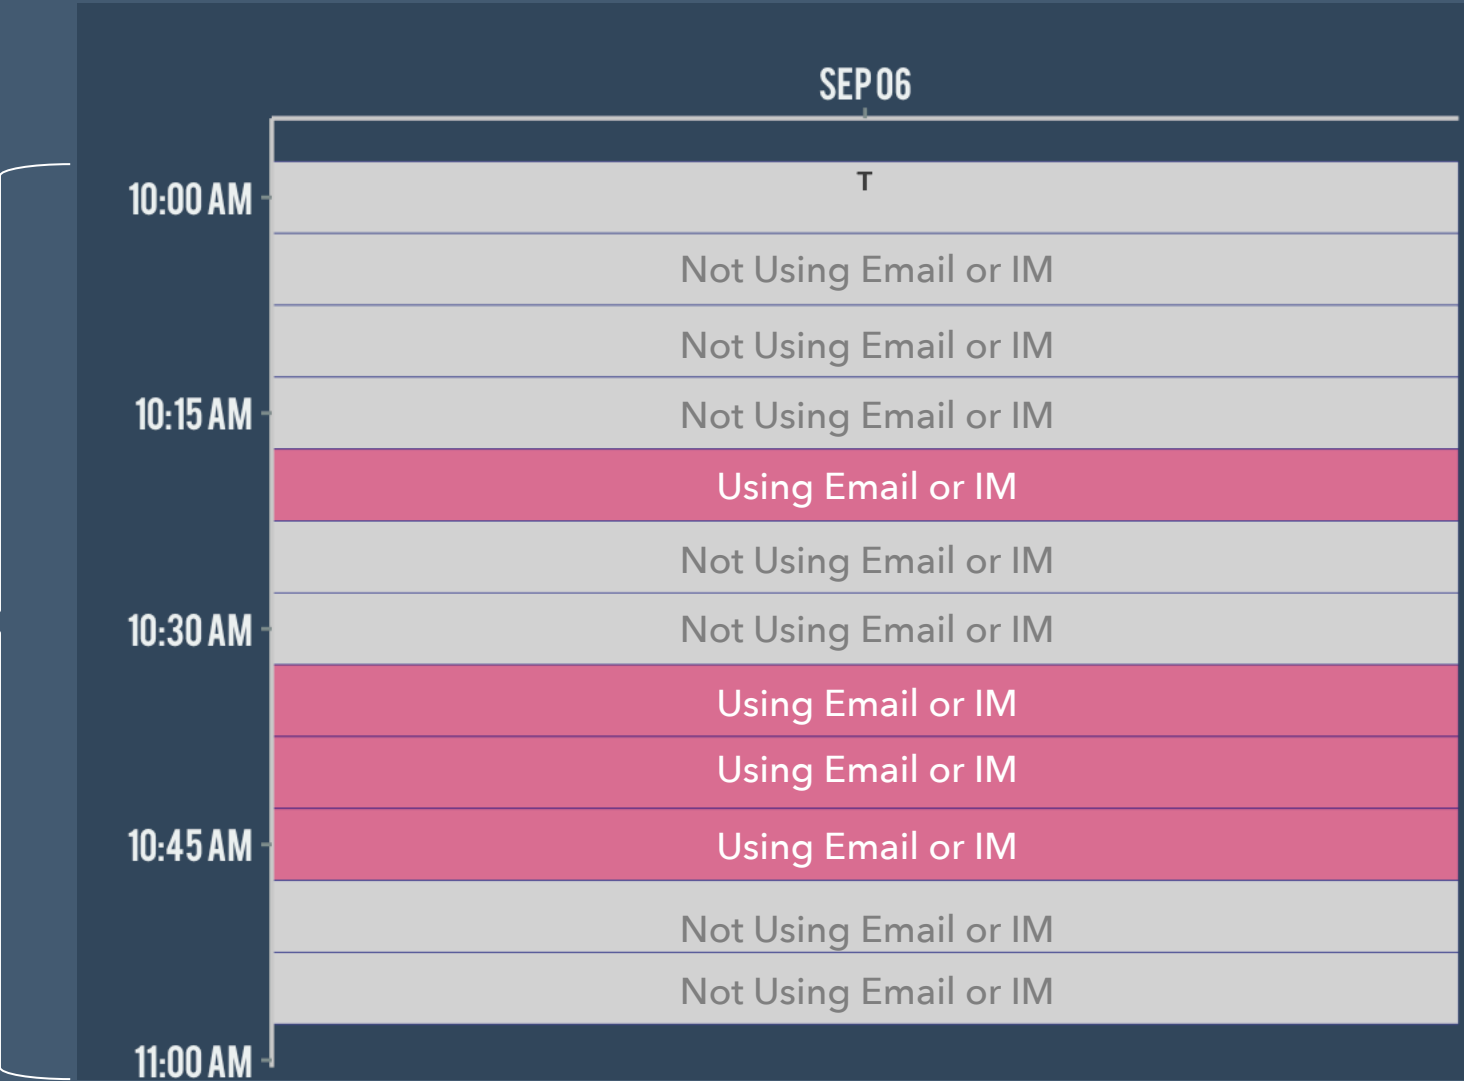 SEP 06
10:00 AM
T
Not Using Email or IM
Not Using Email or IM
10:15 AM
Not Using Email or IM
Using Email or IM
Not Using Email or IM
10:30 AM
Not Using Email or IM
Using Email or IM
Using Email or IM
10:45 AM
Using Email or IM
Not Using Email or IM
Not Using Email or IM
11:00 AM